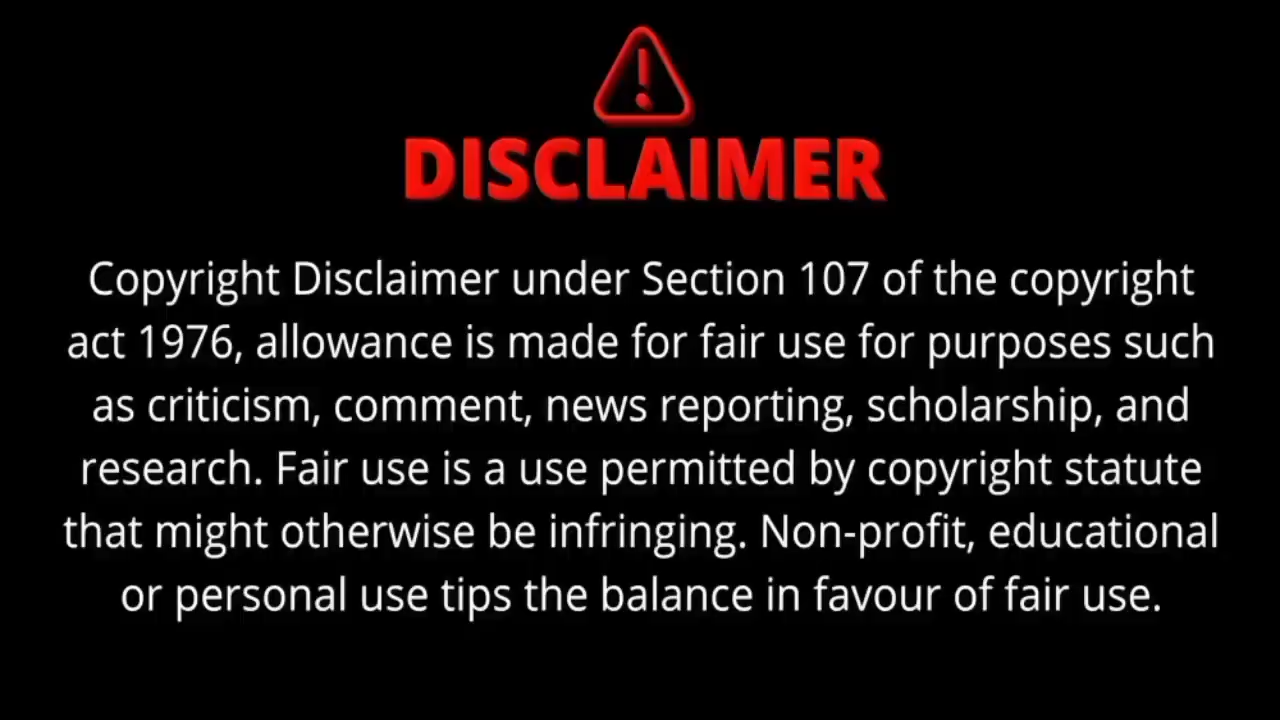 DISCLAIMER
Copyright Disclaimer under Section 107 of the copyright
act 1976, allowance is made for fair use for purposes such
as criticism, comment, news reporting, scholarship, and
research. Fair use is a use permitted by copyright statute
that might otherwise be infringing. Non-profit, educational
or personal use tips the balance in favour of fair use.